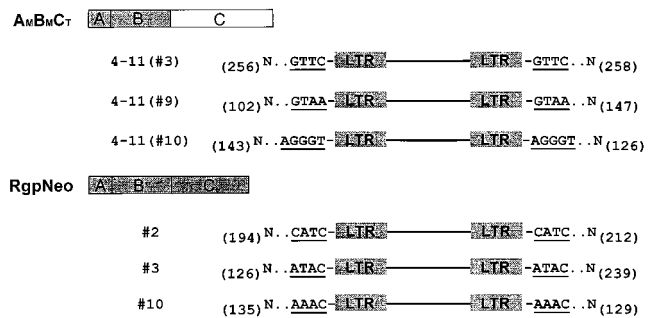 AMBMCT A B C
4-11(#3) (256)N..GTTC-LTR LTR-GTTC..N(258)
4-11(#9) (102)N..GTAA-LTR LTR-GTAA..N(147)
4-11(#10) (143)N..AGGGT-LTR LTR-AGGGT..N(126)
RgpNeo A B C
#2 (194)N..CATC-LTR LTR-CATC..N(212)
#3 (126)N..ATAC-LTR LTR-ATAC..N(239)
#10 (135)N..AAAC-LTR LTR-AAAC..N(129)